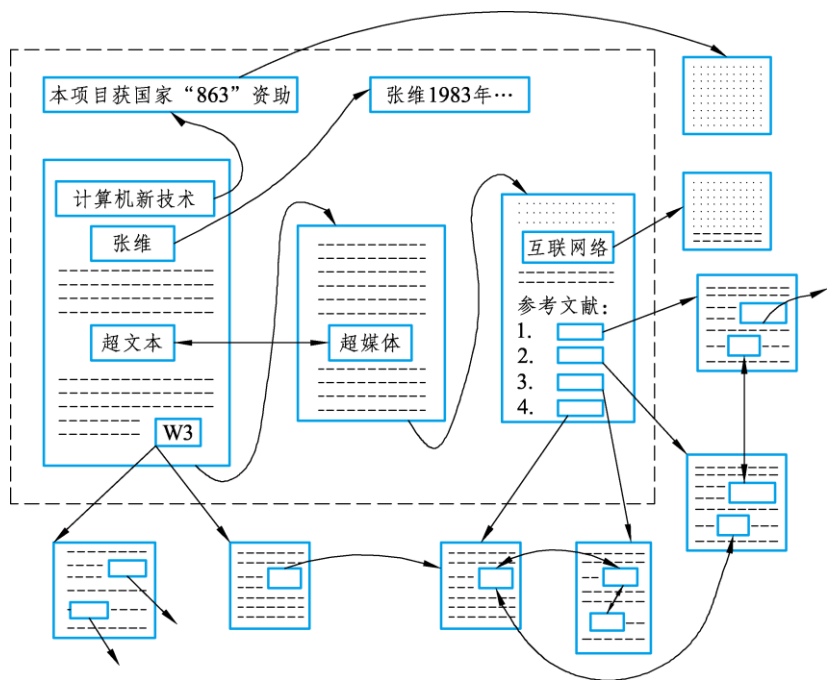 本项目获国家“863”资助
张维1983年…
计算机新技术
张维
超文本
W3
超媒体
互联网络
参考文献：
1.
2.
3.
4.